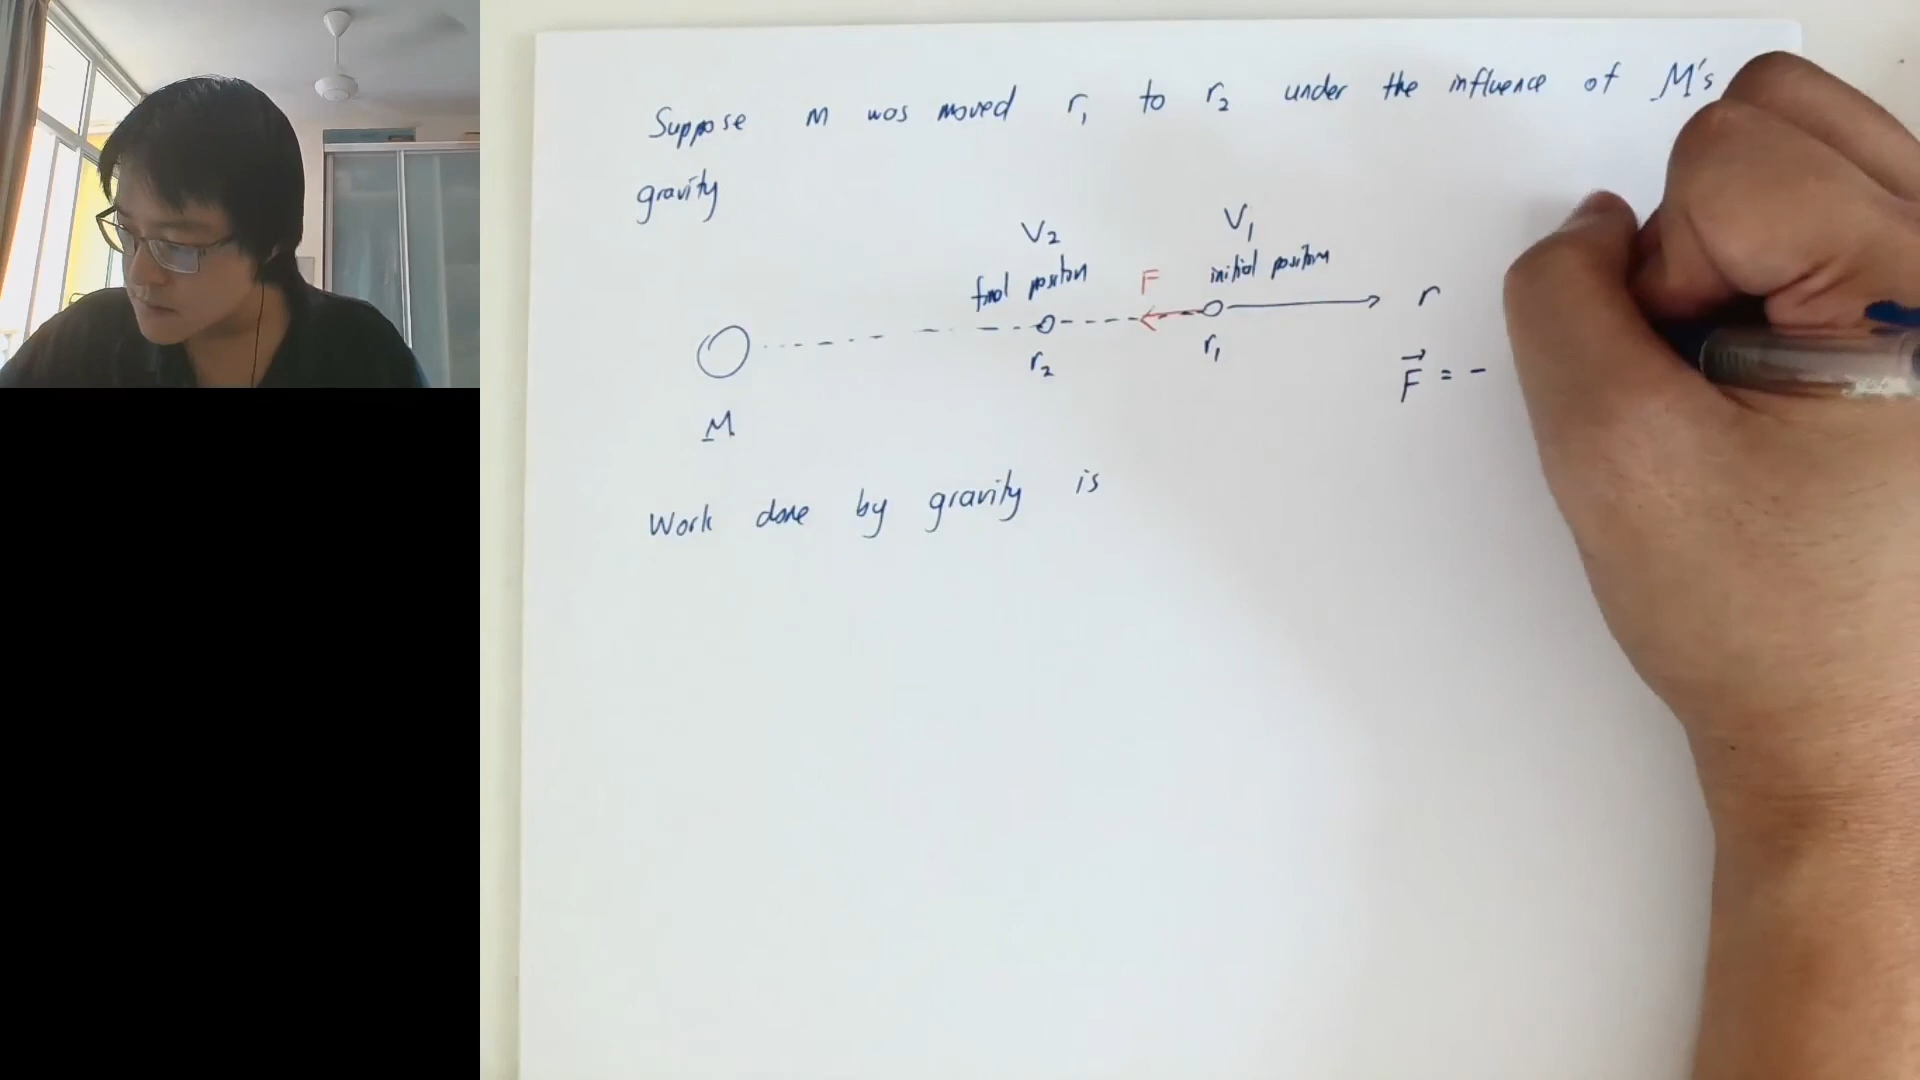 Suppose m was moved r₁ to r₂ under the influence of M's
gravity
V₂ V₁
final position F initial position
r
r₂ r₁
F⃗ = -
M
Work done by gravity is